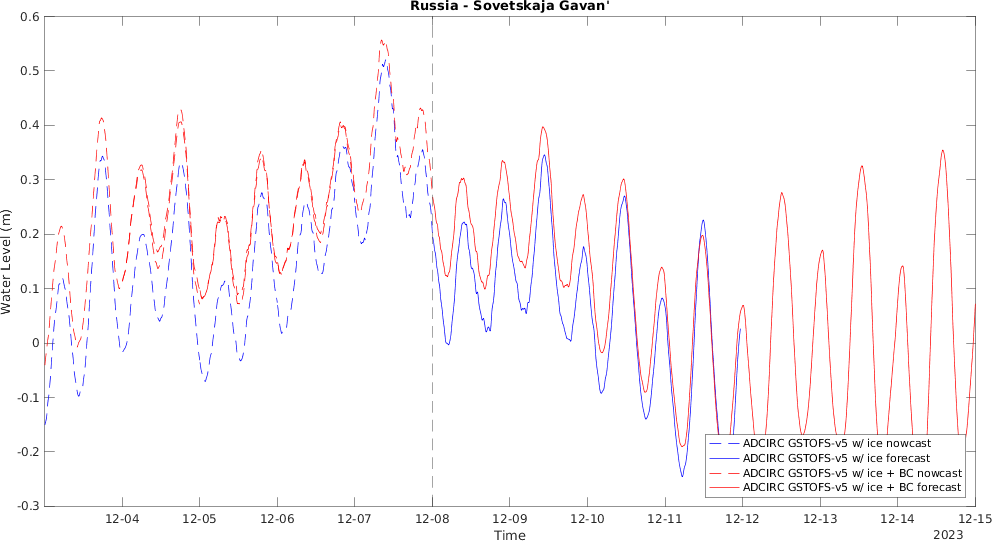 Russia - Sovetskaja Gavan'
Water Level (m)
0.6
0.5
0.4
0.3
0.2
0.1
0
-0.1
-0.2
-0.3
ADCIRC GSTOFS-v5 w/ ice nowcast
ADCIRC GSTOFS-v5 w/ ice forecast
ADCIRC GSTOFS-v5 w/ ice + BC nowcast
ADCIRC GSTOFS-v5 w/ ice + BC forecast
12-04 12-05 12-06 12-07 12-08 12-09 12-10 12-11 12-12 12-13 12-14 12-15
Time
2023